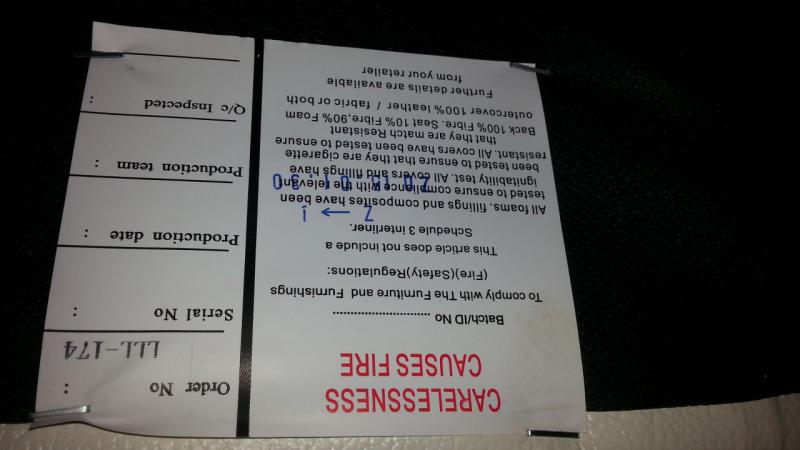 CARELESSNESS
CAUSES FIRE
Batch/ID No ..............................
To comply with The Furniture and Furnishings
(Fire)(Safety)(Regulations:
This article does not include a
Schedule 3 interliner.
All foams. fillings and composites have been
tested to ensure compliance with the relevant
ignitability test. All covers and fillings have
been tested to ensure that they are cigarette
resistant. All covers have been tested to ensure
that they are match Resistant
Back 100% Fibre. Seat 10% Fibre,90% Foam
outercover 100% leather / fabric or both
Further details are available
from your retailer
Order No :
LLL-174
Serial No :
Production date :
Production team :
Q/c Inspected :